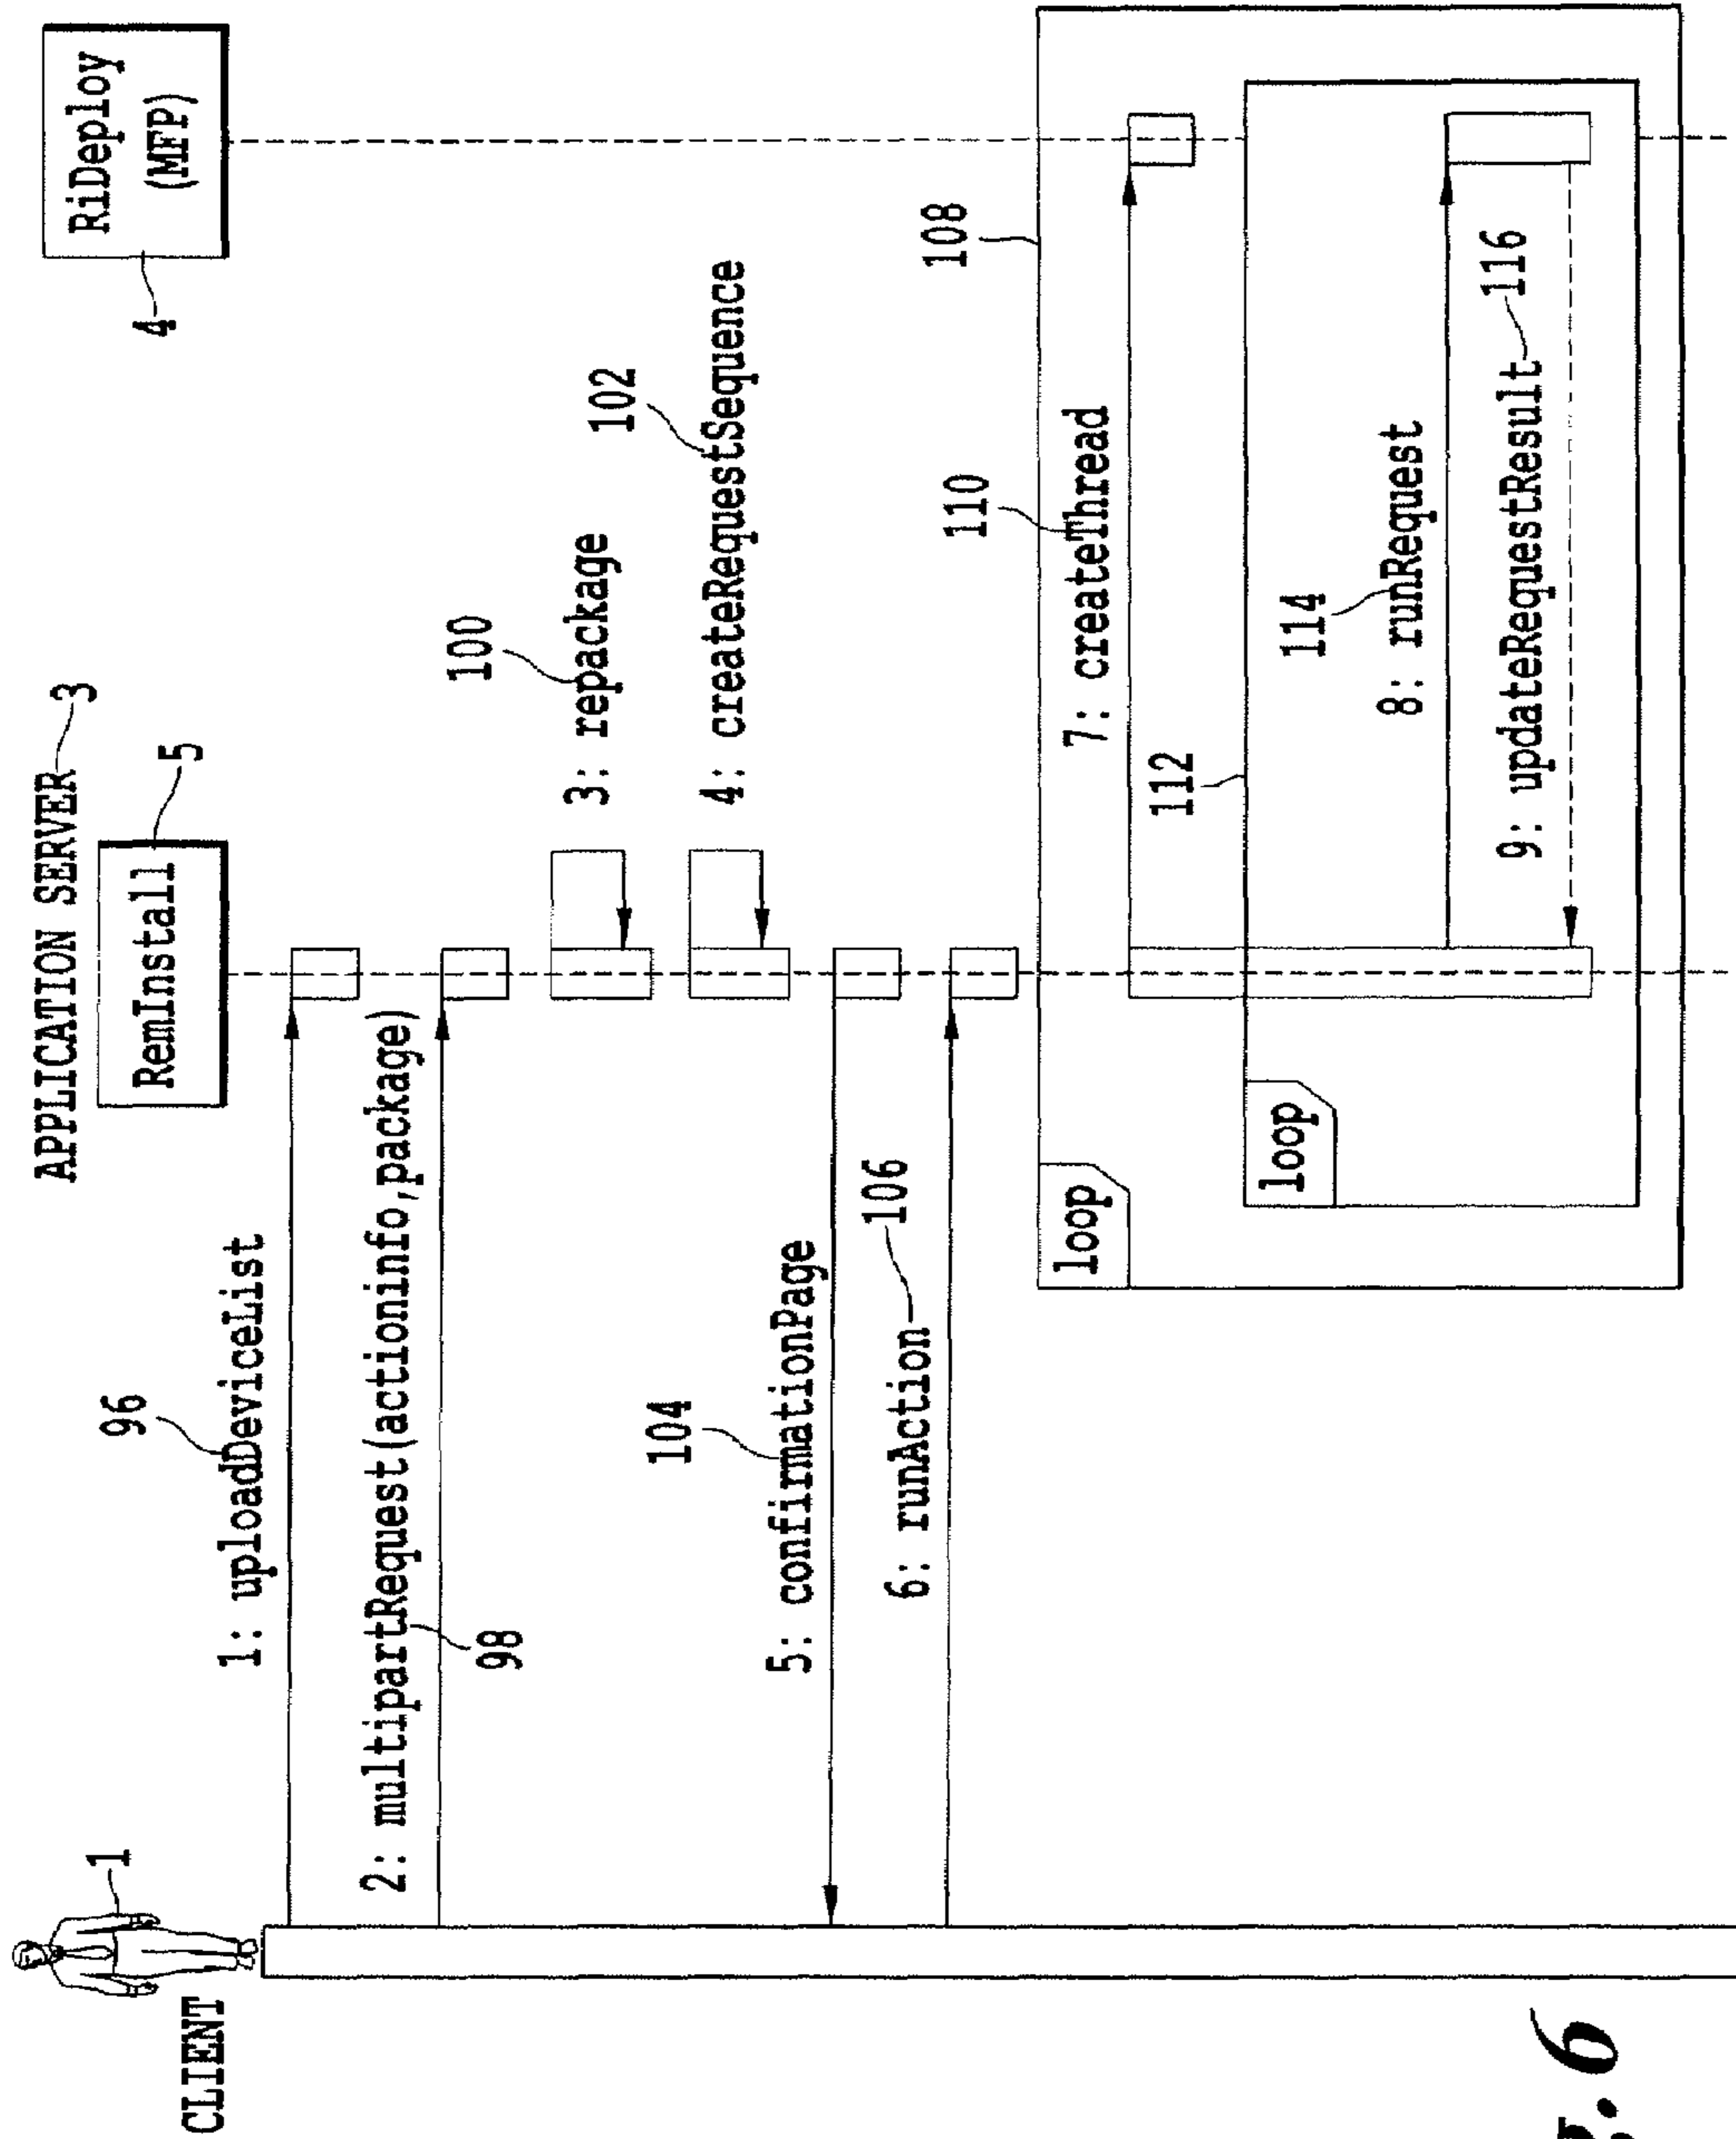 CLIENT
1
APPLICATION SERVER 3
RemInstall
5
RiDeploy
(MFP)
4
96
1: uploadDeviceList
2: multipartRequest(actioninfo,package)
98
100
3: repackage
102
4: createRequestSequence
104
5: confirmationPage
6: runAction 106
108
loop
110
7: createThread
112
loop
114
8: runRequest
9: updateRequestResult 116
6